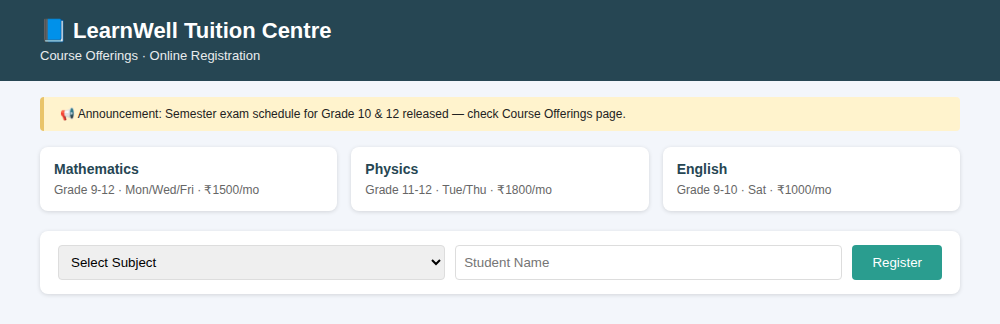 📘 LearnWell Tuition Centre
Course Offerings · Online Registration
📢 Announcement: Semester exam schedule for Grade 10 & 12 released — check Course Offerings page.
Mathematics
Grade 9-12 · Mon/Wed/Fri · ₹1500/mo
Physics
Grade 11-12 · Tue/Thu · ₹1800/mo
English
Grade 9-10 · Sat · ₹1000/mo
Select Subject
Student Name
Register